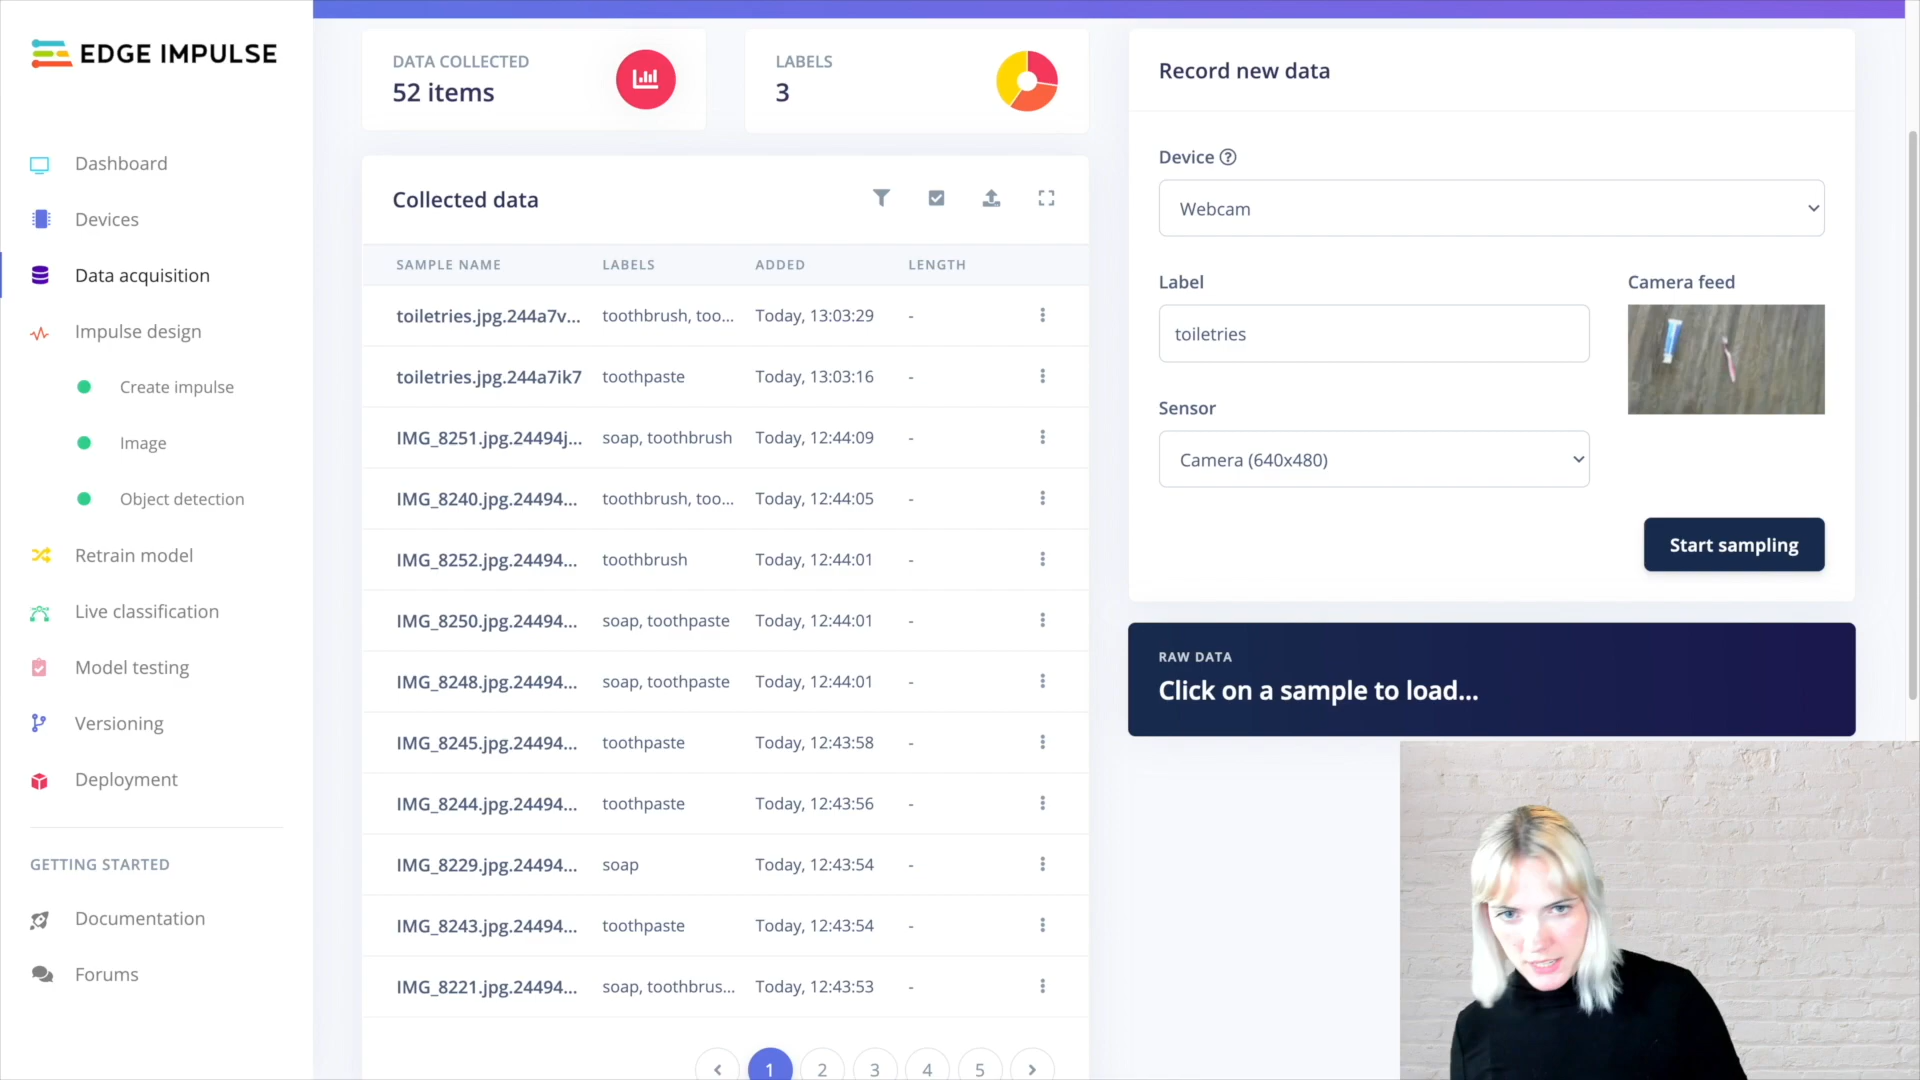 EDGE IMPULSE
Dashboard
Devices
Data acquisition
Impulse design
Create impulse
Image
Object detection
Retrain model
Live classification
Model testing
Versioning
Deployment
GETTING STARTED
Documentation
Forums
DATA COLLECTED
52 items
LABELS
3
Collected data
SAMPLE NAME LABELS ADDED LENGTH
toiletries.jpg.244a7v... toothbrush, too... Today, 13:03:29 -
toiletries.jpg.244a7ik7 toothpaste Today, 13:03:16 -
IMG_8251.jpg.24494j... soap, toothbrush Today, 12:44:09 -
IMG_8240.jpg.24494... toothbrush, too... Today, 12:44:05 -
IMG_8252.jpg.24494... toothbrush Today, 12:44:01 -
IMG_8250.jpg.24494... soap, toothpaste Today, 12:44:01 -
IMG_8248.jpg.24494... soap, toothpaste Today, 12:44:01 -
IMG_8245.jpg.24494... toothpaste Today, 12:43:58 -
IMG_8244.jpg.24494... toothpaste Today, 12:43:56 -
IMG_8229.jpg.24494... soap Today, 12:43:54 -
IMG_8243.jpg.24494... toothpaste Today, 12:43:54 -
IMG_8221.jpg.24494... soap, toothbrus... Today, 12:43:53 -
1 2 3 4 5
Record new data
Device
Webcam
Label
toiletries
Camera feed
Sensor
Camera (640x480)
Start sampling
RAW DATA
Click on a sample to load...